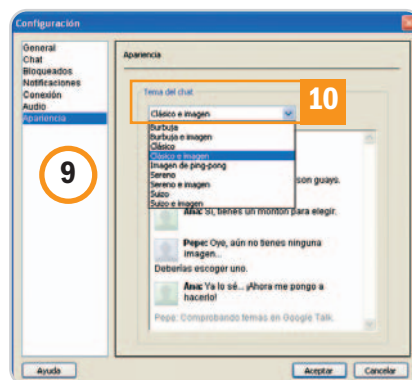 Configuración
General
Chat
Bloqueados
Notificaciones
Conexión
Audio
Apariencia
9
Apariencia
Tema del chat
10
Clásico e imagen
Burbuja
Burbuja e imagen
Clásico
Clásico e imagen
Imagen de ping-pong
Sereno
Sereno e imagen
Suizo
Suizo e imagen
son guays.
Ana: Sí, tienes un montón para elegir.
Pepe: Oye, aún no tienes ninguna
imagen...
Deberías escoger uno.
Ana: Ya lo sé... ¡Ahora me pongo a
hacerlo!
Pepe: Comprobando temas en Google Talk.
Ayuda
Aceptar
Cancelar